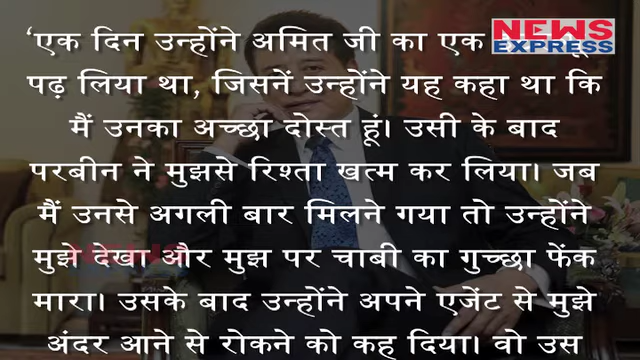 NEWS
EXPRESS
‘एक दिन उन्होंने अमित जी का एक
पढ़ लिया था, जिसनें उन्होंने यह कहा था कि
मैं उनका अच्छा दोस्त हूं। उसी के बाद
परबीन ने मुझसे रिश्ता खत्म कर लिया। जब
मैं उनसे अगली बार मिलने गया तो उन्होंने
मुझे देखा और मुझ पर चाबी का गुच्छा फेंक
मारा। उसके बाद उन्होंने अपने एजेंट से मुझे
अंदर आने से रोकने को कह दिया। वो उस